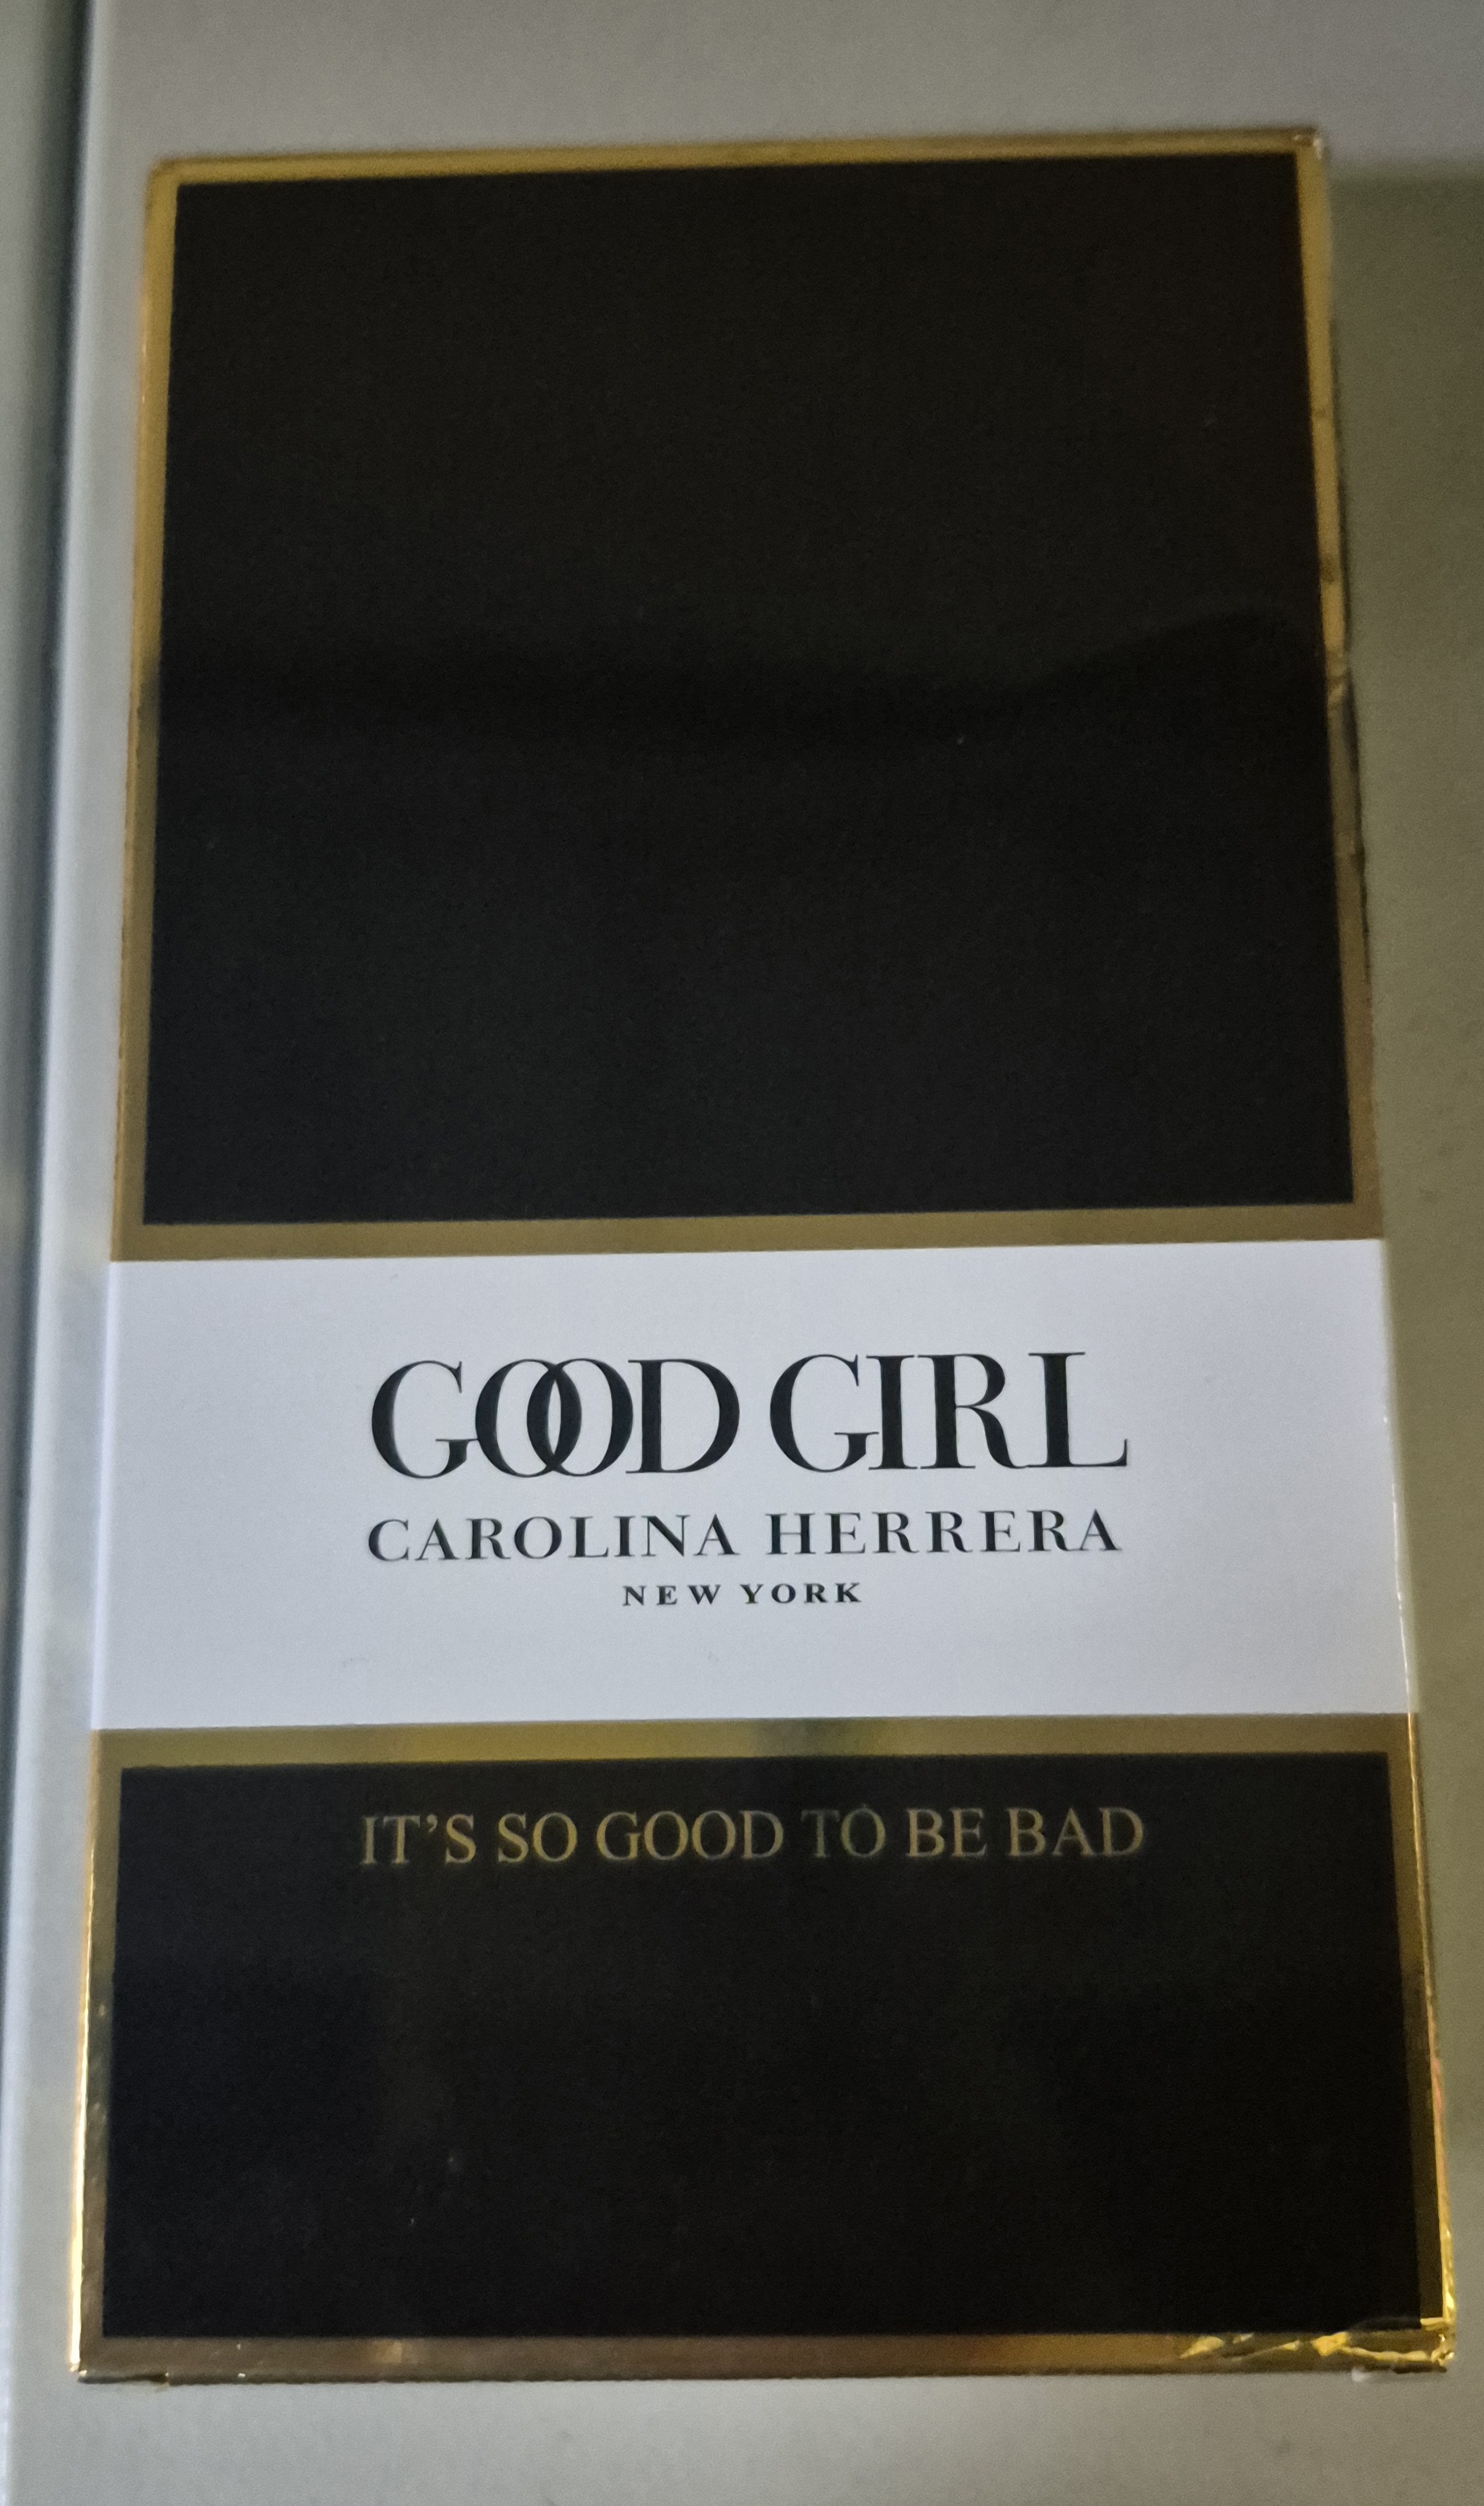 GOOD GIRL
CAROLINA HERRERA
NEW YORK
IT'S SO GOOD TO BE BAD